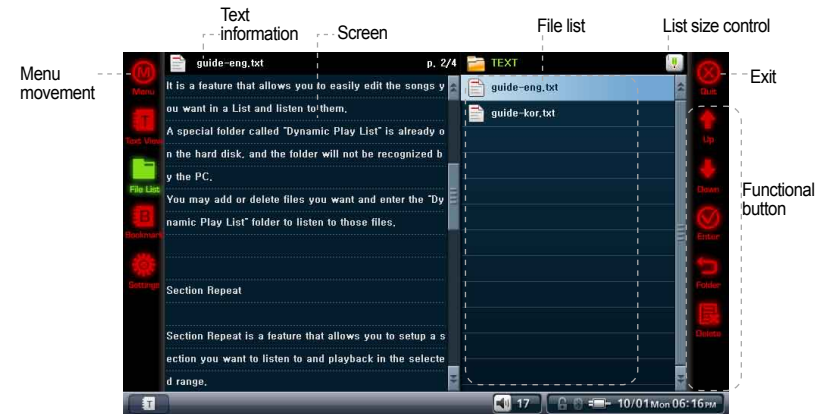 Text
information
Screen
File list
List size control
Menu
movement
Exit
Functional
button
guide-eng.txt p. 2/4
TEXT
M
Menu
Text View
File List
B
Bookmark
Settings
It is a feature that allows you to easily edit the songs y
ou want in a List and listen to them.
A special folder called "Dynamic Play List" is already o
n the hard disk, and the folder will not be recognized b
y the PC.
You may add or delete files you want and enter the "Dy
namic Play List" folder to listen to those files.
Section Repeat
Section Repeat is a feature that allows you to setup a s
ection you want to listen to and playback in the selecte
d range.
guide-eng.txt
guide-kor.txt
Quit
Up
Down
Enter
Folder
Delete
T
17
10/01 Mon 06:16 PM